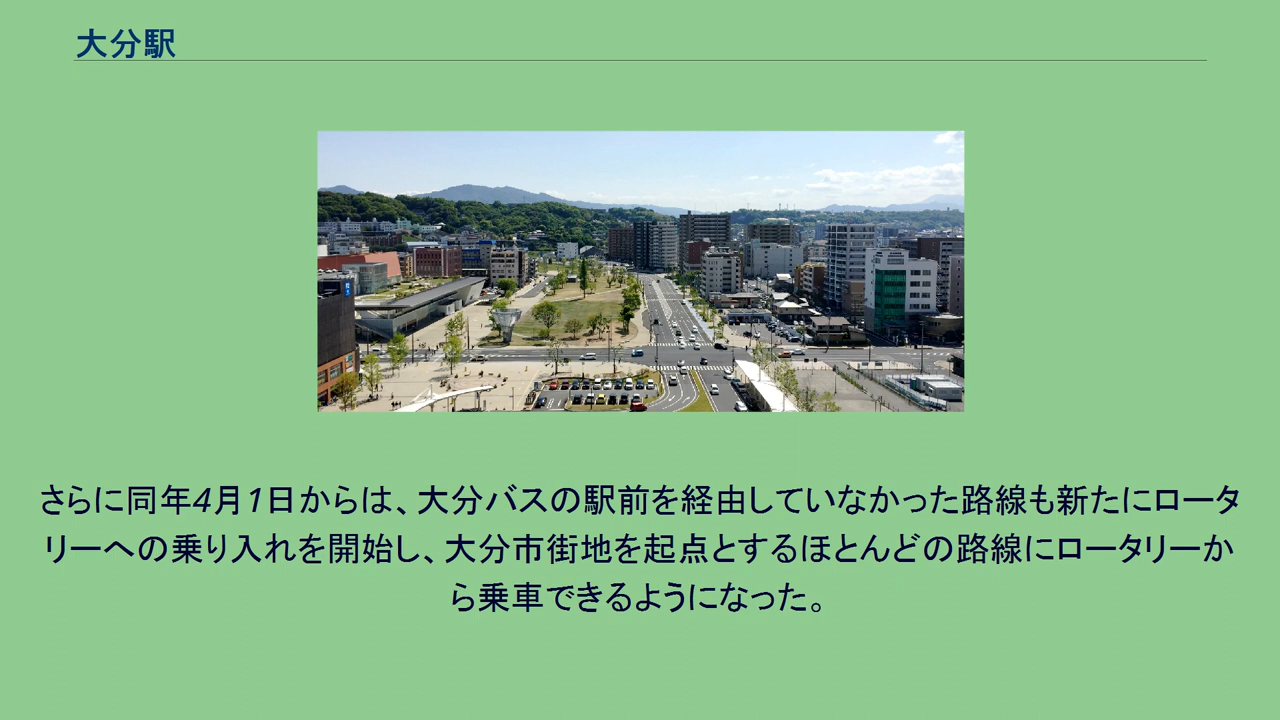 大分駅
さらに同年4月1日からは、大分バスの駅前を経由していなかった路線も新たにロータ
リーへの乗り入れを開始し、大分市街地を起点とするほとんどの路線にロータリーか
ら乗車できるようになった。